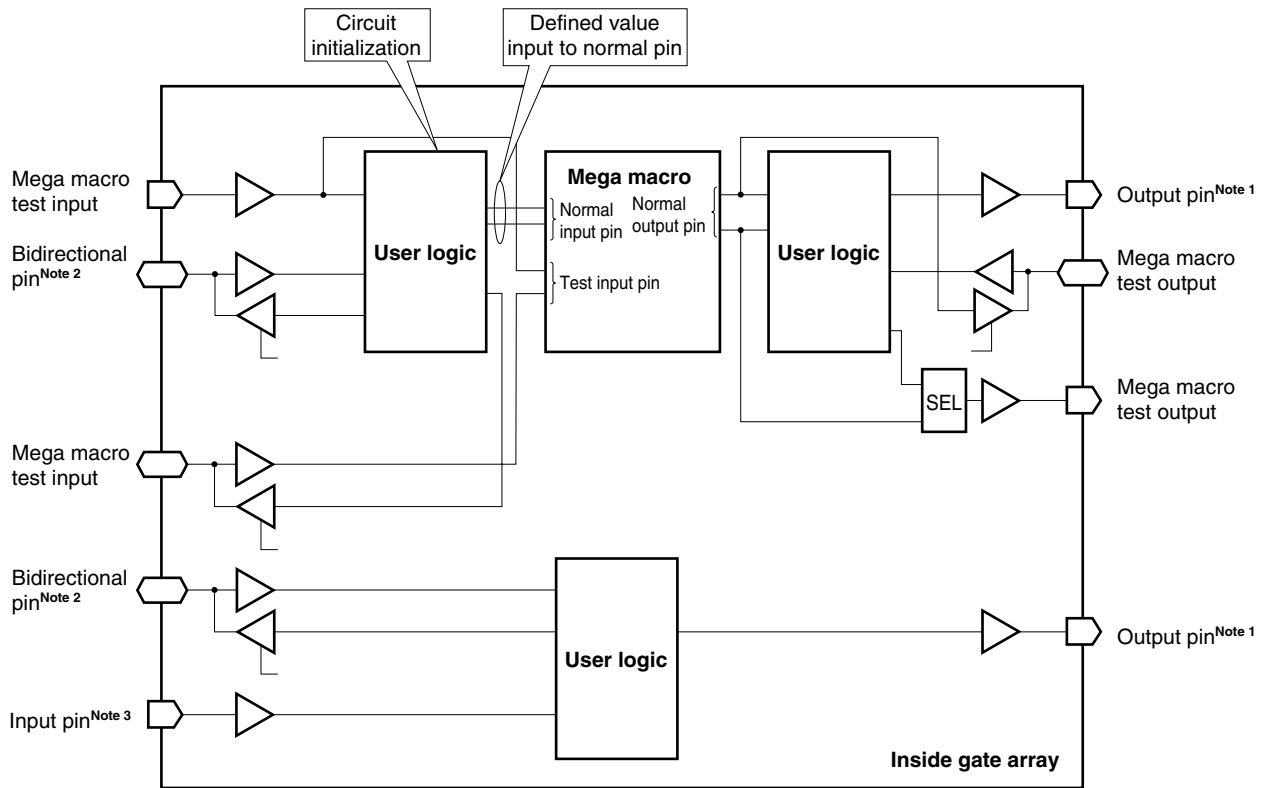 Circuit
initialization
Defined value
input to normal pin
Mega macro
test input
Bidirectional
pinNote 2
User logic
Mega macro
Normal
input pin
Normal
output pin
Test input pin
User logic
Output pinNote 1
Mega macro
test output
SEL
Mega macro
test output
Mega macro
test input
Bidirectional
pinNote 2
User logic
Output pinNote 1
Input pinNote 3
Inside gate array